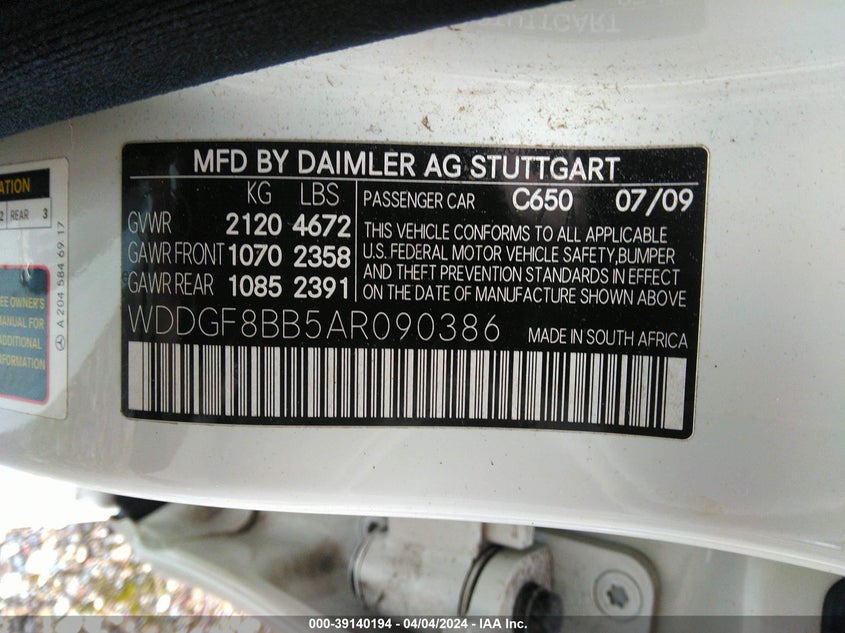 MFD BY DAIMLER AG STUTTGART
KG LBS
GVWR 2120 4672
GAWR FRONT 1070 2358
GAWR REAR 1085 2391
PASSENGER CAR C650 07/09
THIS VEHICLE CONFORMS TO ALL APPLICABLE
U.S. FEDERAL MOTOR VEHICLE SAFETY,BUMPER
AND THEFT PREVENTION STANDARDS IN EFFECT
ON THE DATE OF MANUFACTURE SHOWN ABOVE
WDDGF8BB5AR090386 MADE IN SOUTH AFRICA
2 REAR 3
OWNER'S
MANUAL FOR
A 204 584 69 17
000-39140194 - 04/04/2024 - IAA Inc.